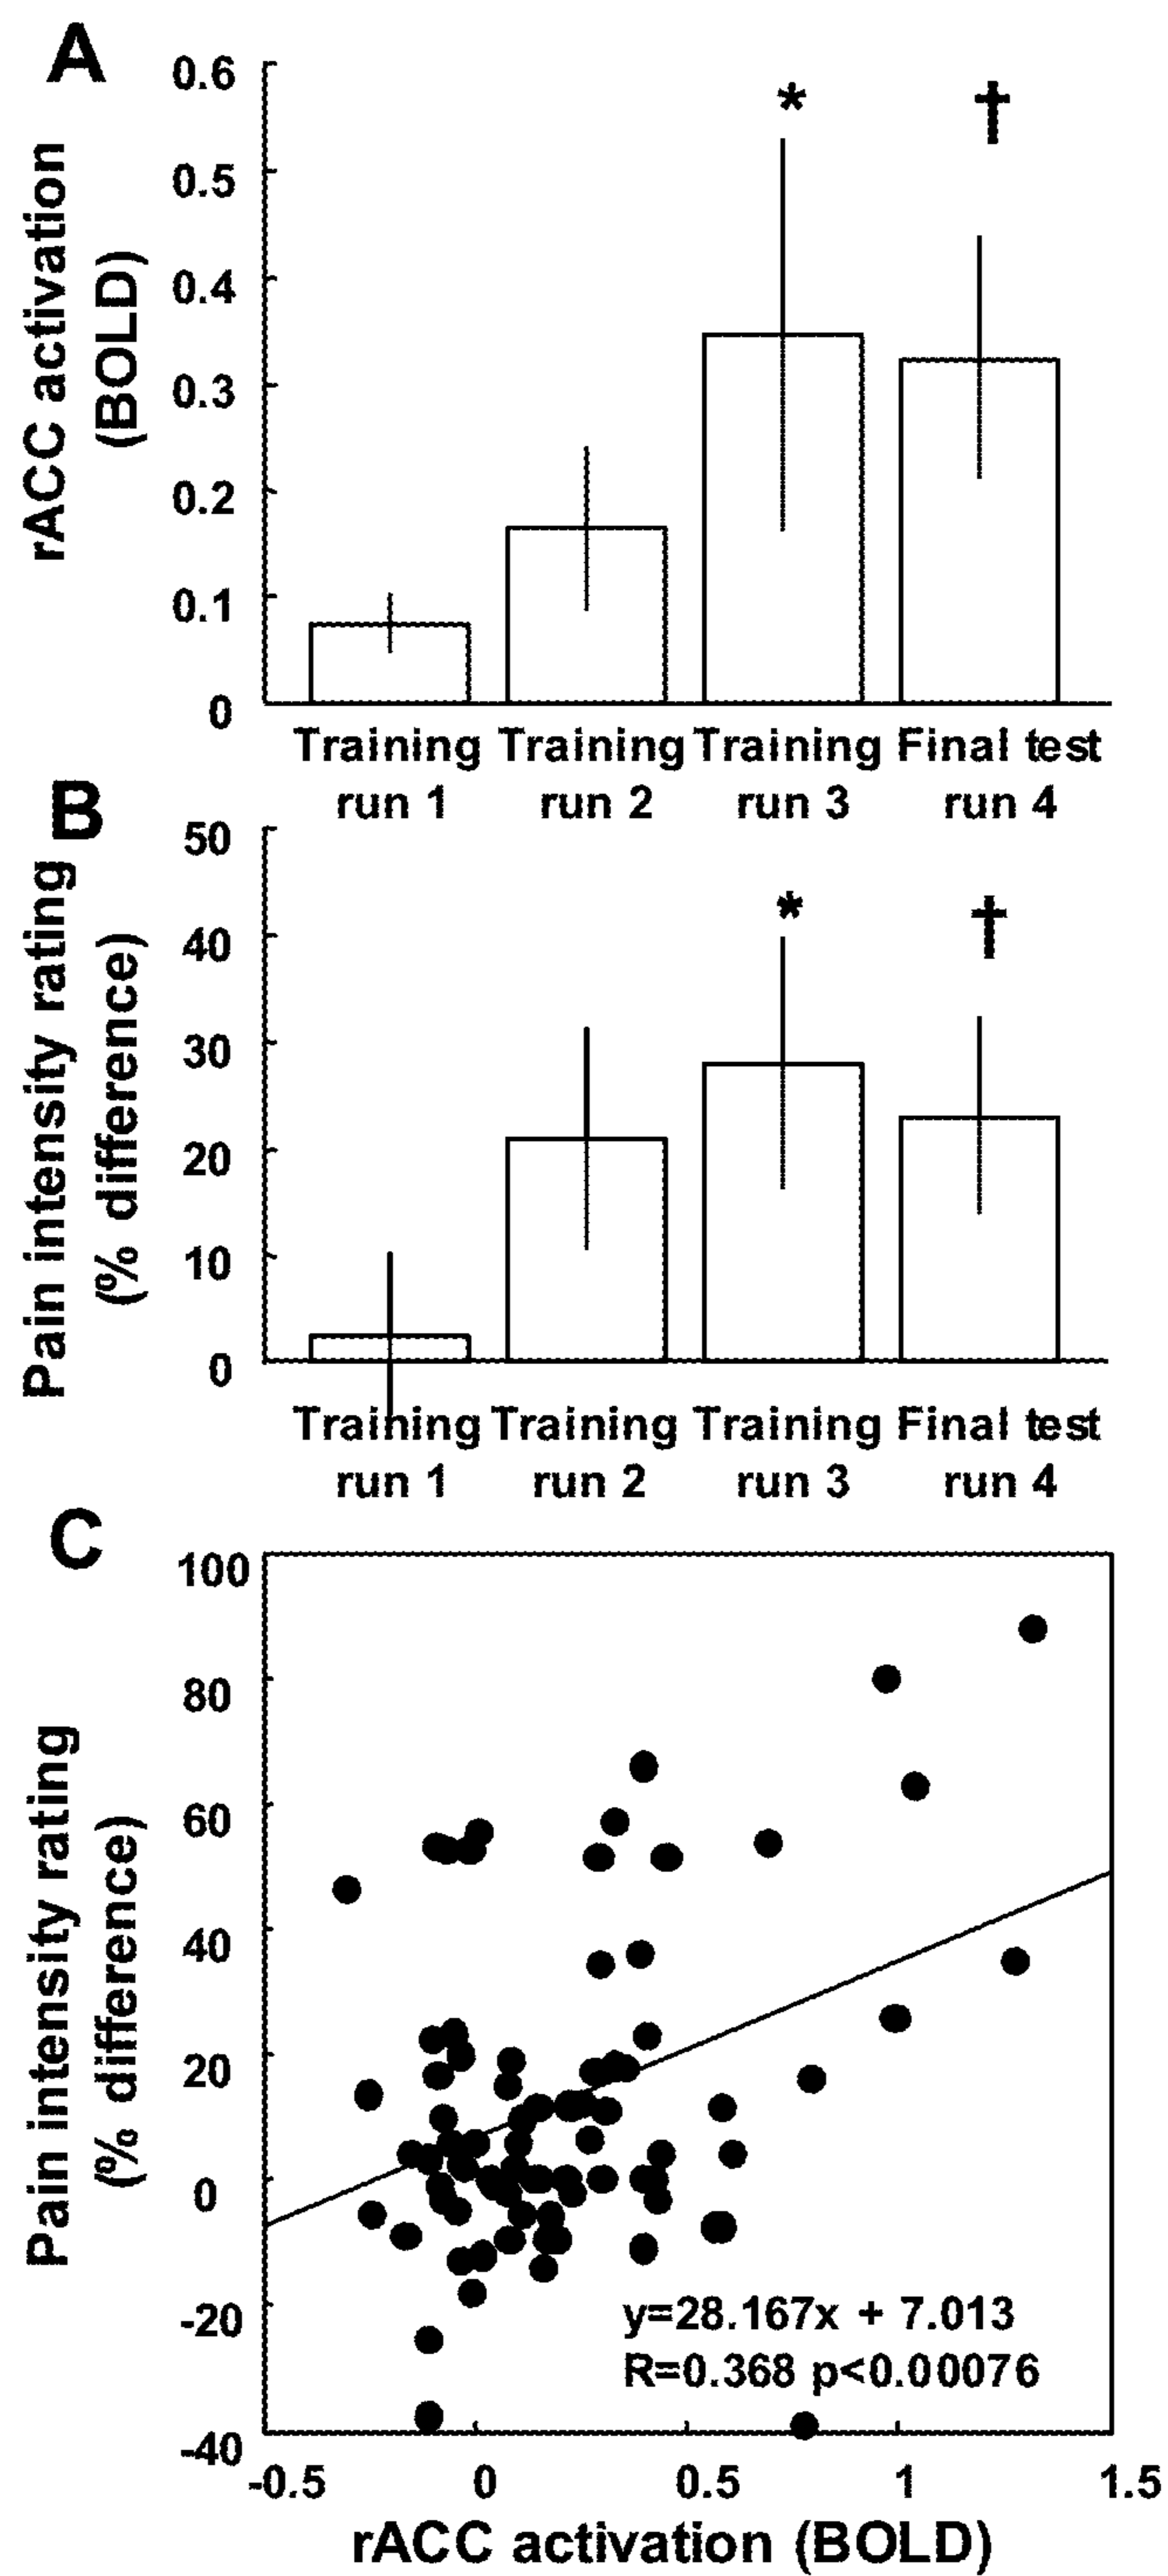 A
rACC activation
(BOLD)
0.6
0.5
0.4
0.3
0.2
0.1
0
*
†
Training Training Training Final test
run 1 run 2 run 3 run 4
B
Pain intensity rating
(% difference)
50
40
30
20
10
0
*
†
Training Training Training Final test
run 1 run 2 run 3 run 4
C
Pain intensity rating
(% difference)
100
80
60
40
20
0
-20
-40
y=28.167x + 7.013
R=0.368 p<0.00076
-0.5 0 0.5 1 1.5
rACC activation (BOLD)